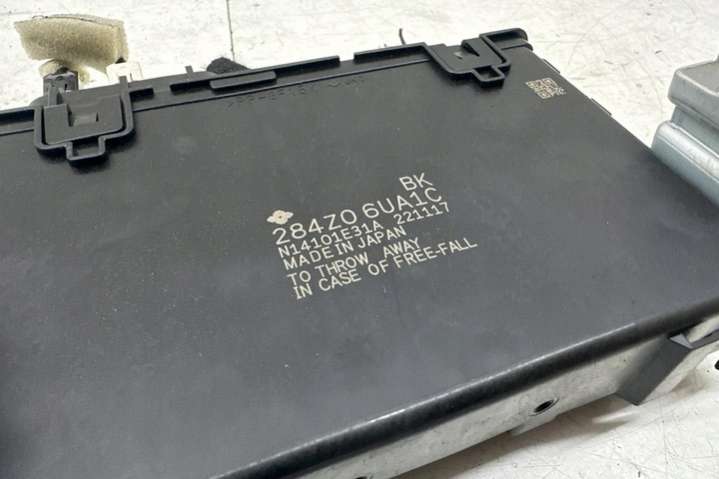 BK
284Z0 6UA1C
N14101E31A 221117
MADE IN JAPAN
TO THROW AWAY
IN CASE OF FREE-FALL